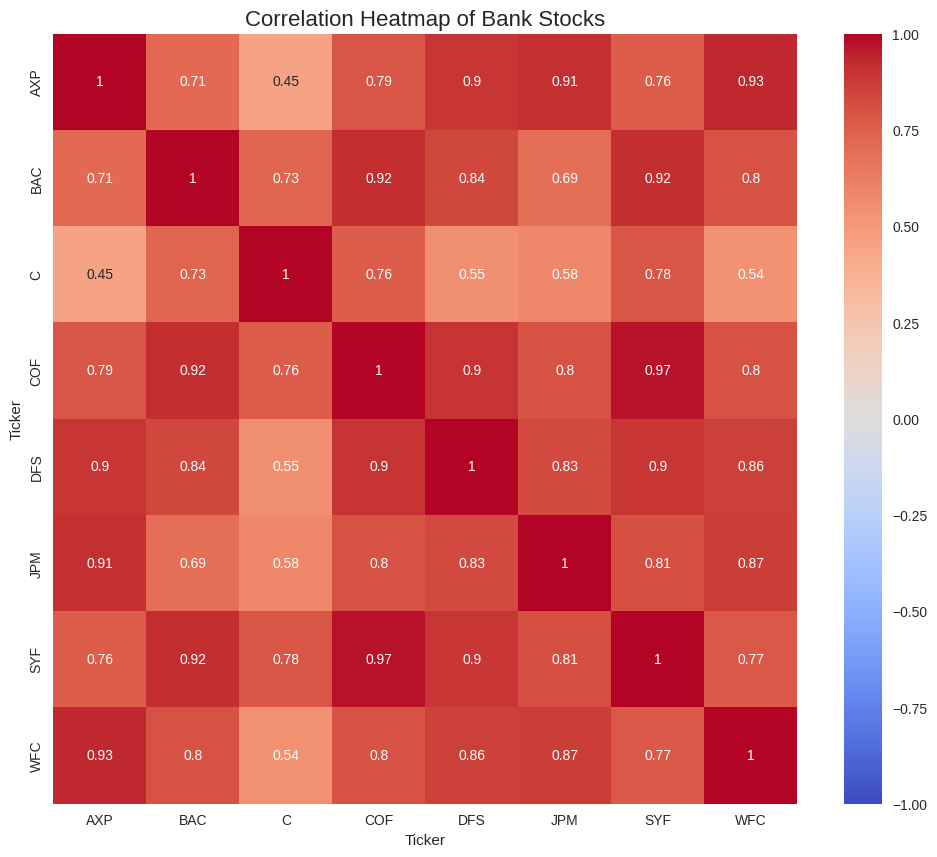 Correlation Heatmap of Bank Stocks
AXP 1 0.71 0.45 0.79 0.9 0.91 0.76 0.93
BAC 0.71 1 0.73 0.92 0.84 0.69 0.92 0.8
C 0.45 0.73 1 0.76 0.55 0.58 0.78 0.54
COF 0.79 0.92 0.76 1 0.9 0.8 0.97 0.8
DFS 0.9 0.84 0.55 0.9 1 0.83 0.9 0.86
JPM 0.91 0.69 0.58 0.8 0.83 1 0.81 0.87
SYF 0.76 0.92 0.78 0.97 0.9 0.81 1 0.77
WFC 0.93 0.8 0.54 0.8 0.86 0.87 0.77 1
Ticker
AXP BAC C COF DFS JPM SYF WFC
Ticker
1.00
0.75
0.50
0.25
0.00
−0.25
−0.50
−0.75
−1.00